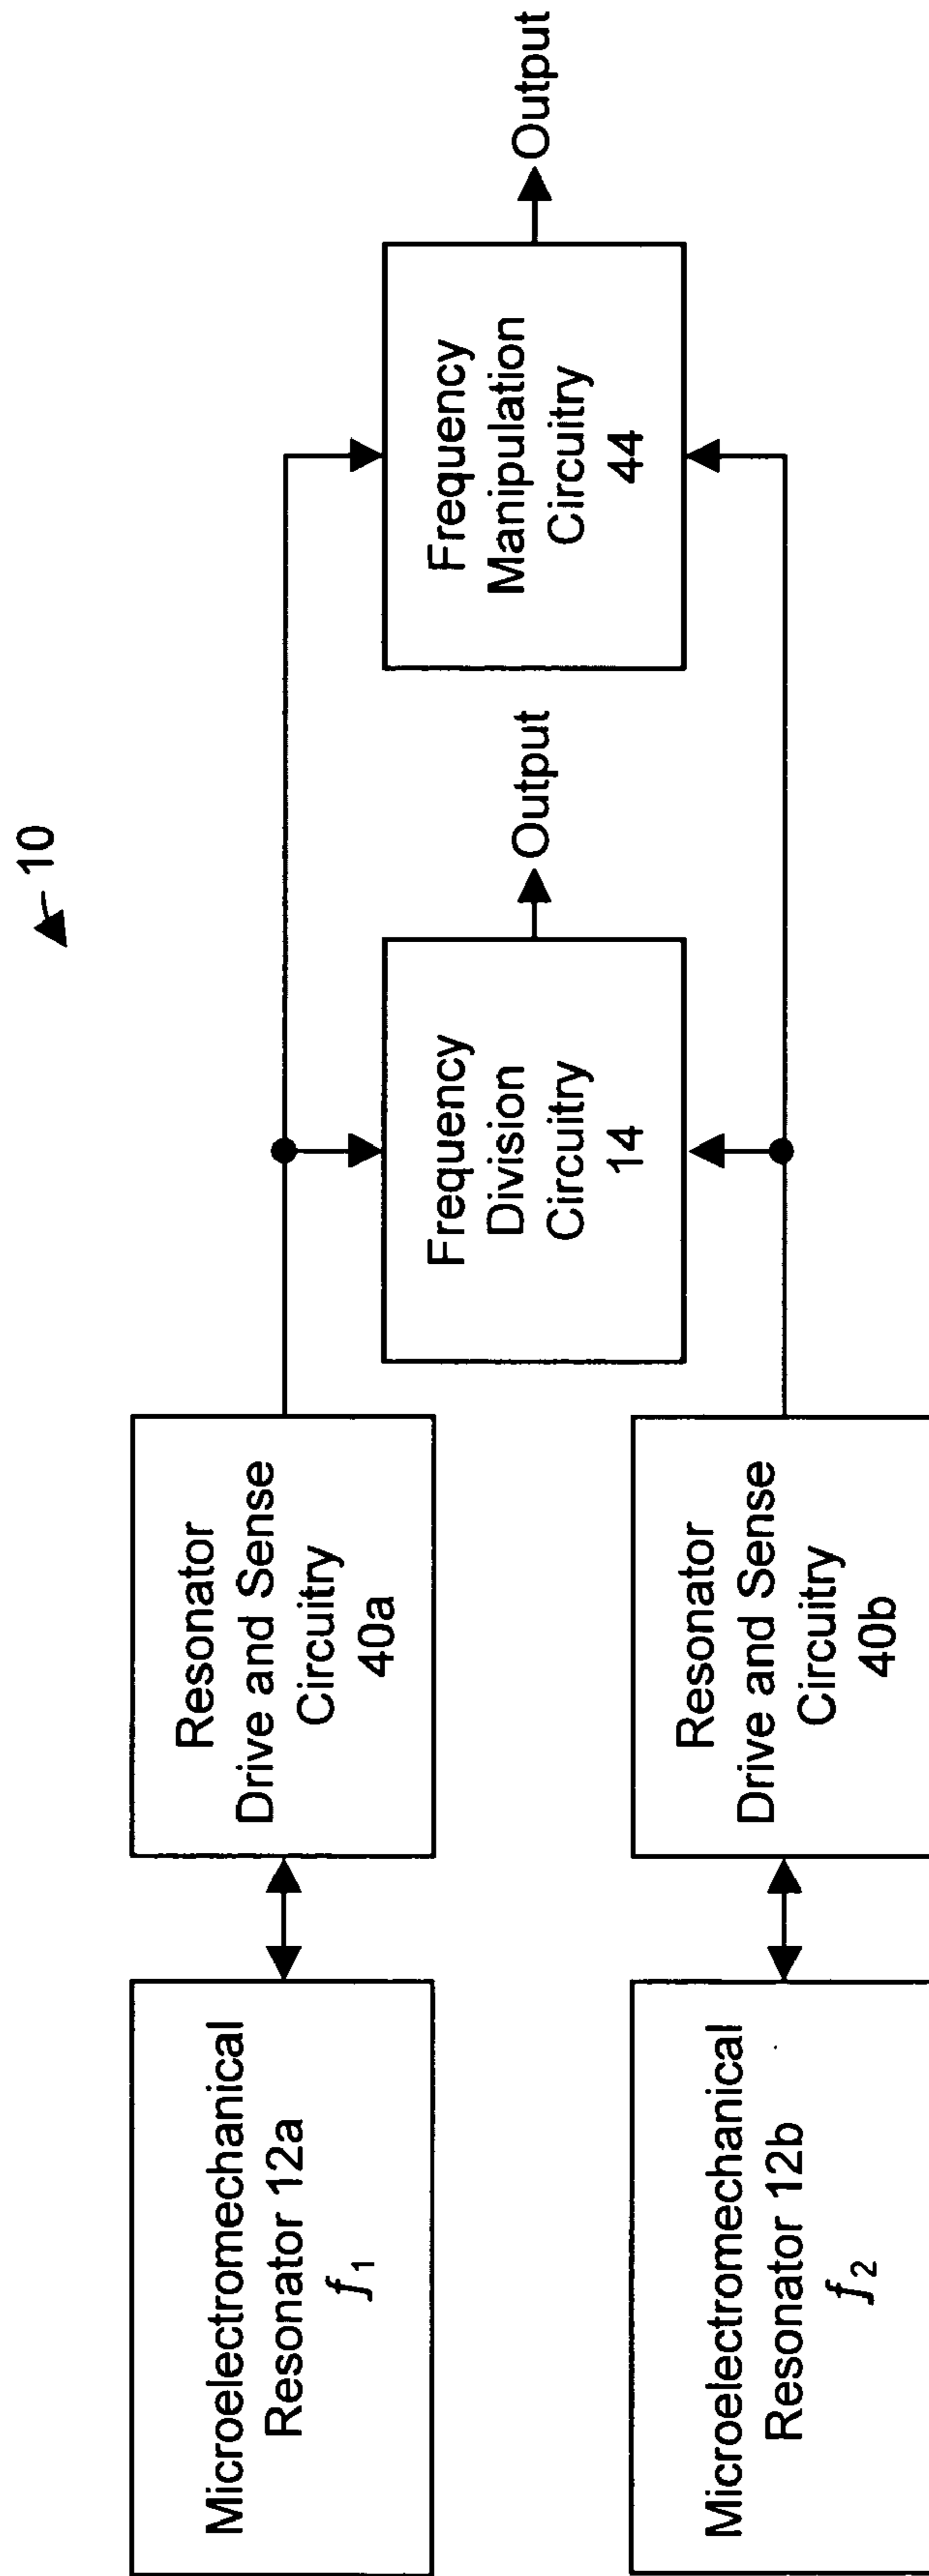 10
Microelectromechanical
Resonator 12a
f1
Resonator
Drive and Sense
Circuitry
40a
Frequency
Division
Circuitry
14
Output
Frequency
Manipulation
Circuitry
44
Output
Microelectromechanical
Resonator 12b
f2
Resonator
Drive and Sense
Circuitry
40b